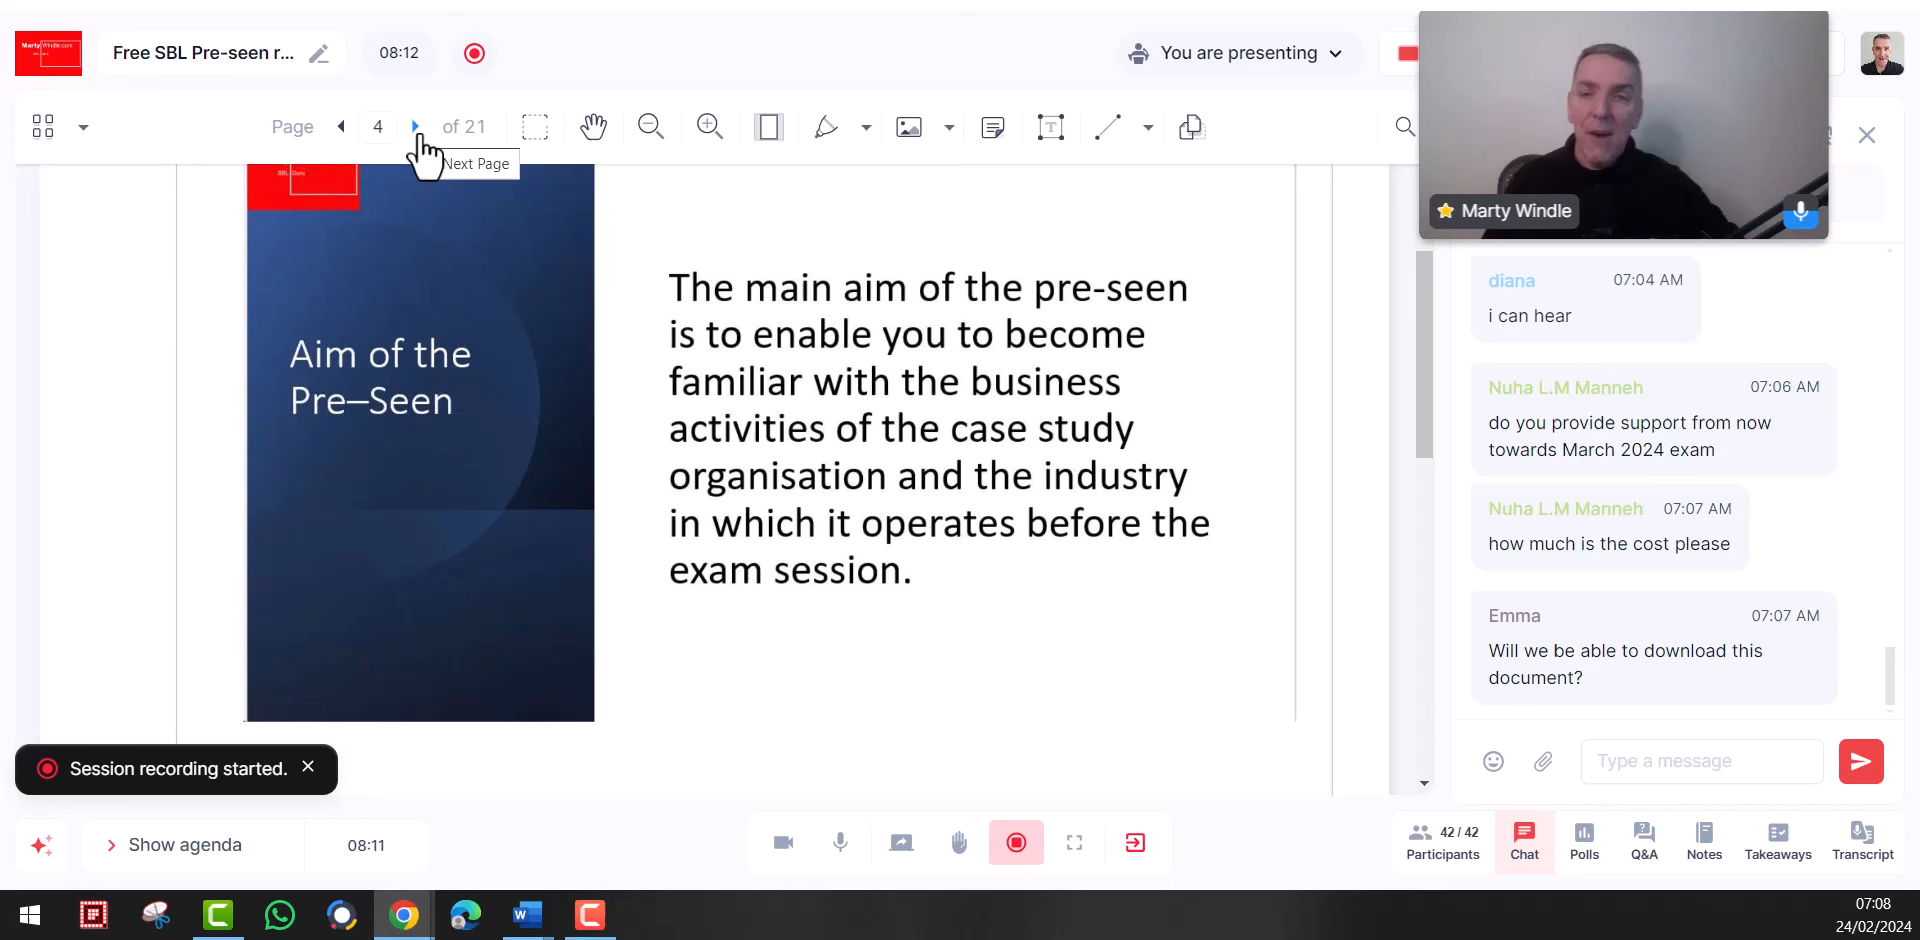 MartyWindle.com
Free SBL Pre-seen r...
08:12
You are presenting
Page
4
of 21
Next Page
SBL Guru
Aim of the
Pre–Seen
The main aim of the pre-seen
is to enable you to become
familiar with the business
activities of the case study
organisation and the industry
in which it operates before the
exam session.
Marty Windle
diana 07:04 AM
i can hear
Nuha L.M Manneh 07:06 AM
do you provide support from now
towards March 2024 exam
Nuha L.M Manneh 07:07 AM
how much is the cost please
Emma 07:07 AM
Will we be able to download this
document?
Type a message
Session recording started.
Show agenda
08:11
42 / 42
Participants
Chat
Polls
Q&A
Notes
Takeaways
Transcript
07:08
24/02/2024